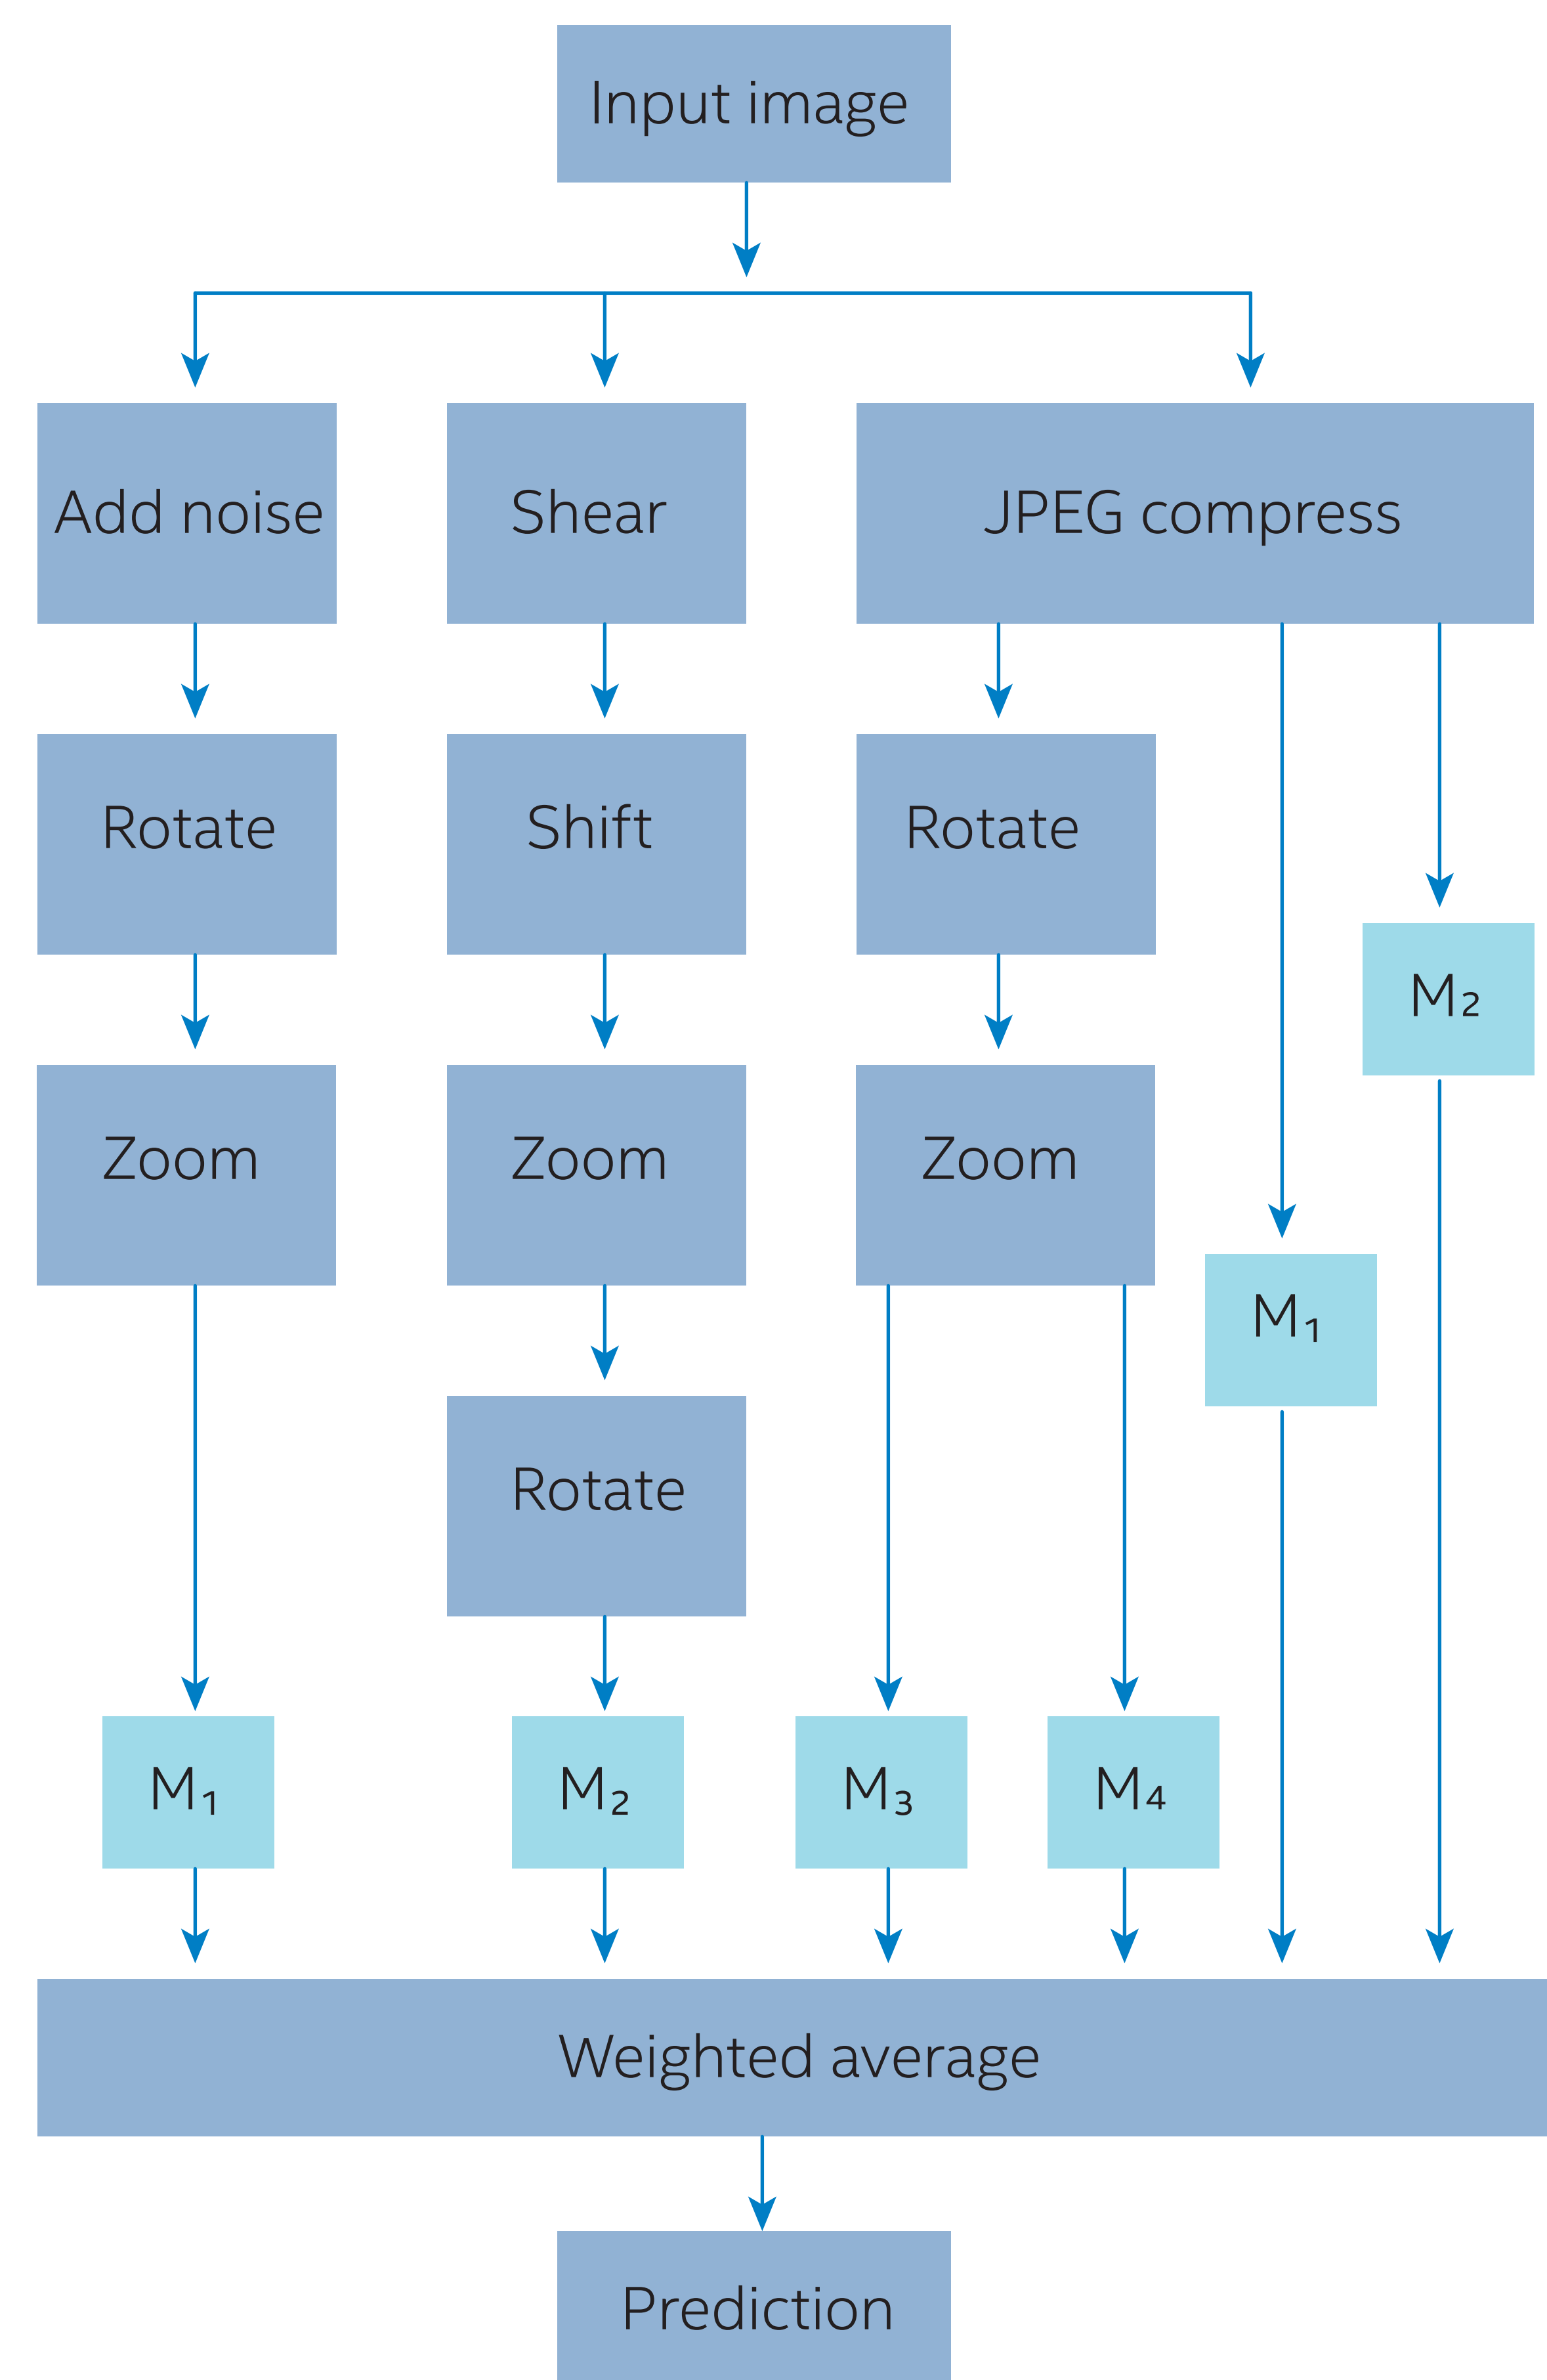 Input image
Add noise
Shear
JPEG compress
Rotate
Shift
Rotate
M₂
Zoom
Zoom
Zoom
M₁
Rotate
M₁
M₂
M₃
M₄
Weighted average
Prediction